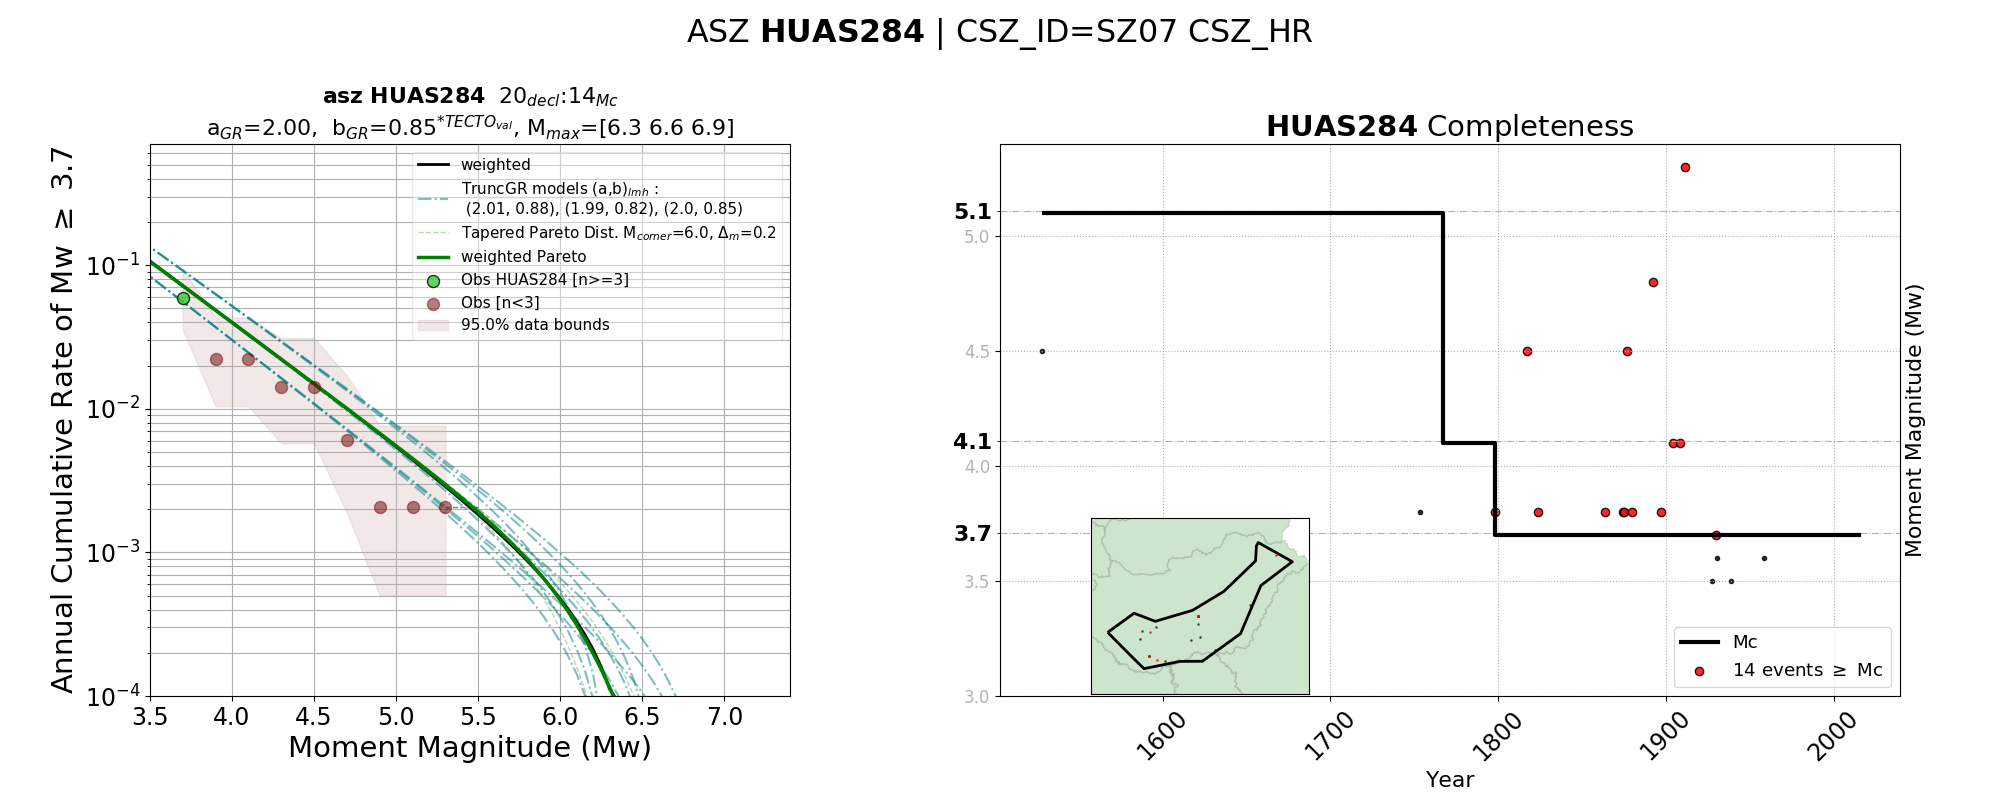 ASZ HUAS284 | CSZ_ID=SZ07 CSZ_HR
asz HUAS284 20decl:14Mc
aGR=2.00, bGR=0.85*TECTOval, Mmax=[6.3 6.6 6.9]
Annual Cumulative Rate of Mw ≥ 3.7
10−1
10−2
10−3
10−4
weighted
TruncGR models (a,b)lmh :
(2.01, 0.88), (1.99, 0.82), (2.0, 0.85)
Tapered Pareto Dist. Mcorner=6.0, Δm=0.2
weighted Pareto
Obs HUAS284 [n>=3]
Obs [n<3]
95.0% data bounds
3.5 4.0 4.5 5.0 5.5 6.0 6.5 7.0
Moment Magnitude (Mw)
HUAS284 Completeness
5.1
5.0
4.5
4.1
4.0
3.7
3.5
3.0
Mc
14 events ≥ Mc
Moment Magnitude (Mw)
1600 1700 1800 1900 2000
Year